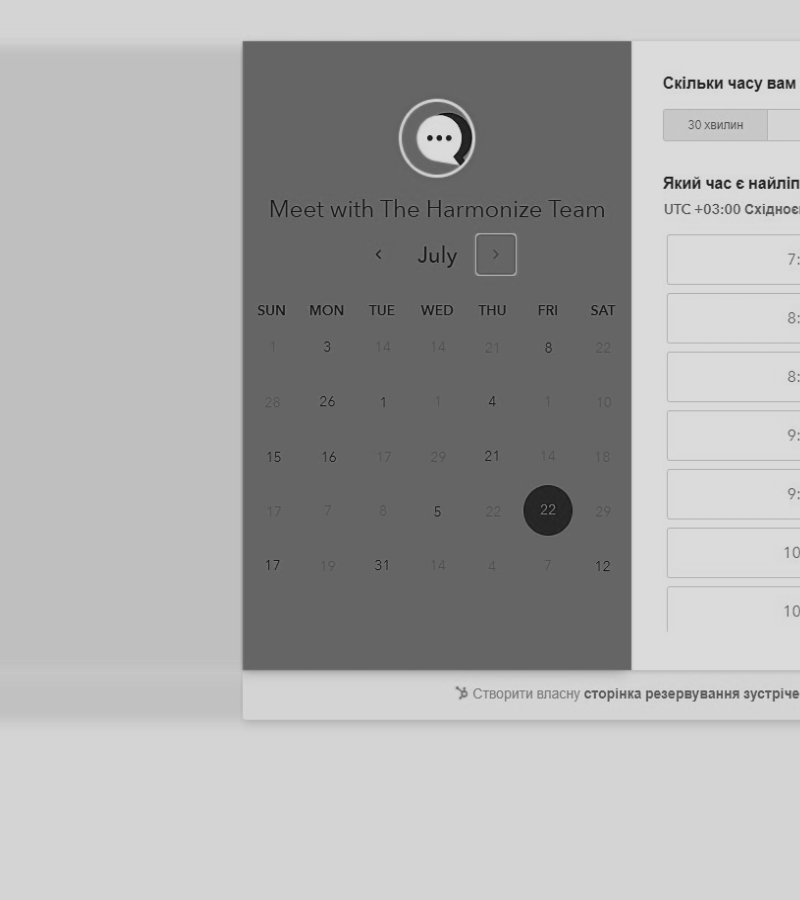 Meet with The Harmonize Team
July
SUN MON TUE WED THU FRI SAT
1 3 14 14 21 8 22
28 26 1 1 4 1 10
15 16 17 29 21 14 18
17 7 8 5 22 22 29
17 19 31 14 4 7 12
Скільки часу вам
30 хвилин
Який час є найліп
UTC +03:00 Східноє
7:
8:
8:
9:
9:
10
10
Створити власну сторінка резервування зустріче